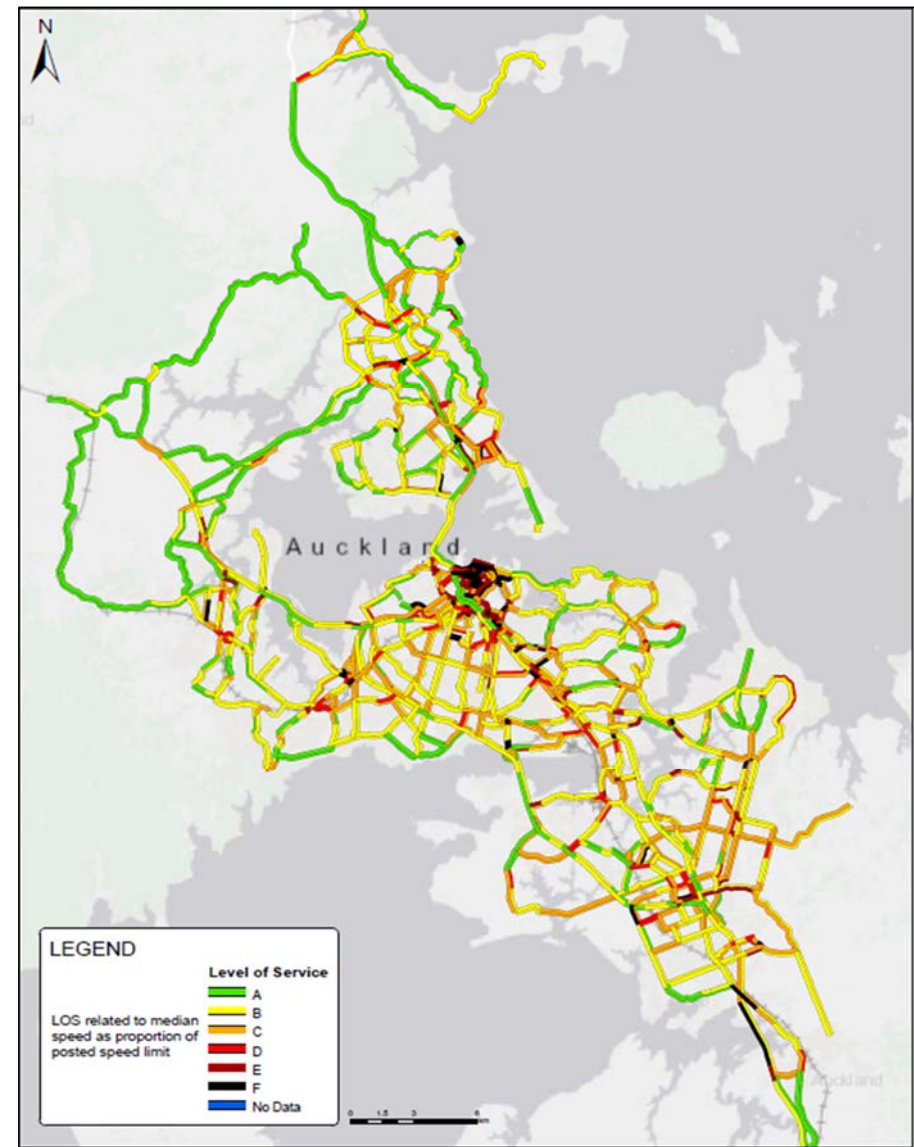 N
Auckland
LEGEND
Level of Service
A
B
LOS related to median
speed as proportion of
posted speed limit
C
D
E
F
No Data
0 1.5 3 6
km
Auckland